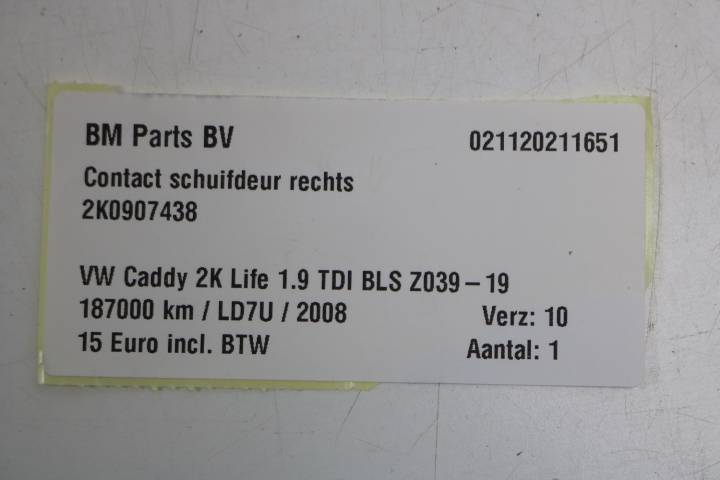 BM Parts BV 021120211651
Contact schuifdeur rechts
2K0907438
VW Caddy 2K Life 1.9 TDI BLS Z039-19
187000 km / LD7U / 2008 Verz: 10
15 Euro incl. BTW Aantal: 1